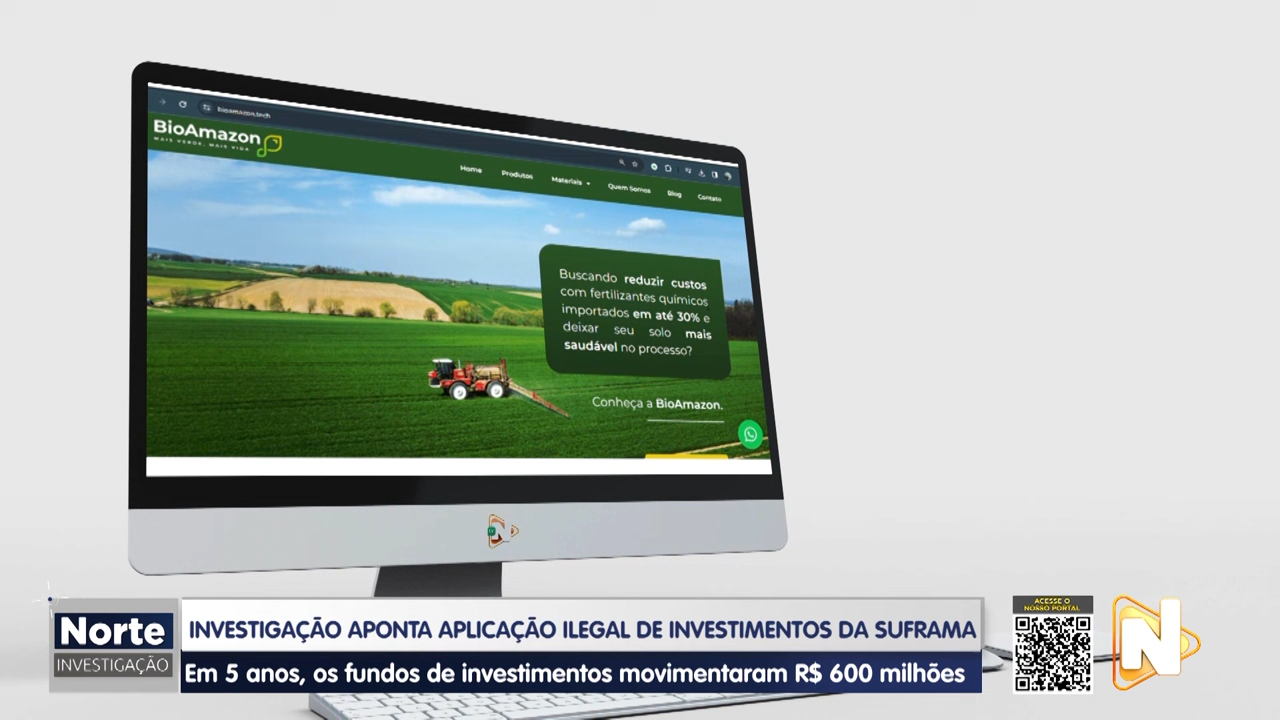 bioamazon.tech
BioAmazon
MAIS VERDE, MAIS VIDA
Home Produtos Materiais Quem Somos Blog Contato
Buscando reduzir custos
com fertilizantes químicos
importados em até 30% e
deixar seu solo mais
saudável no processo?
Conheça a BioAmazon.
Norte
INVESTIGAÇÃO
INVESTIGAÇÃO APONTA APLICAÇÃO ILEGAL DE INVESTIMENTOS DA SUFRAMA
Em 5 anos, os fundos de investimentos movimentaram R$ 600 milhões
ACESSE O
NOSSO PORTAL
N